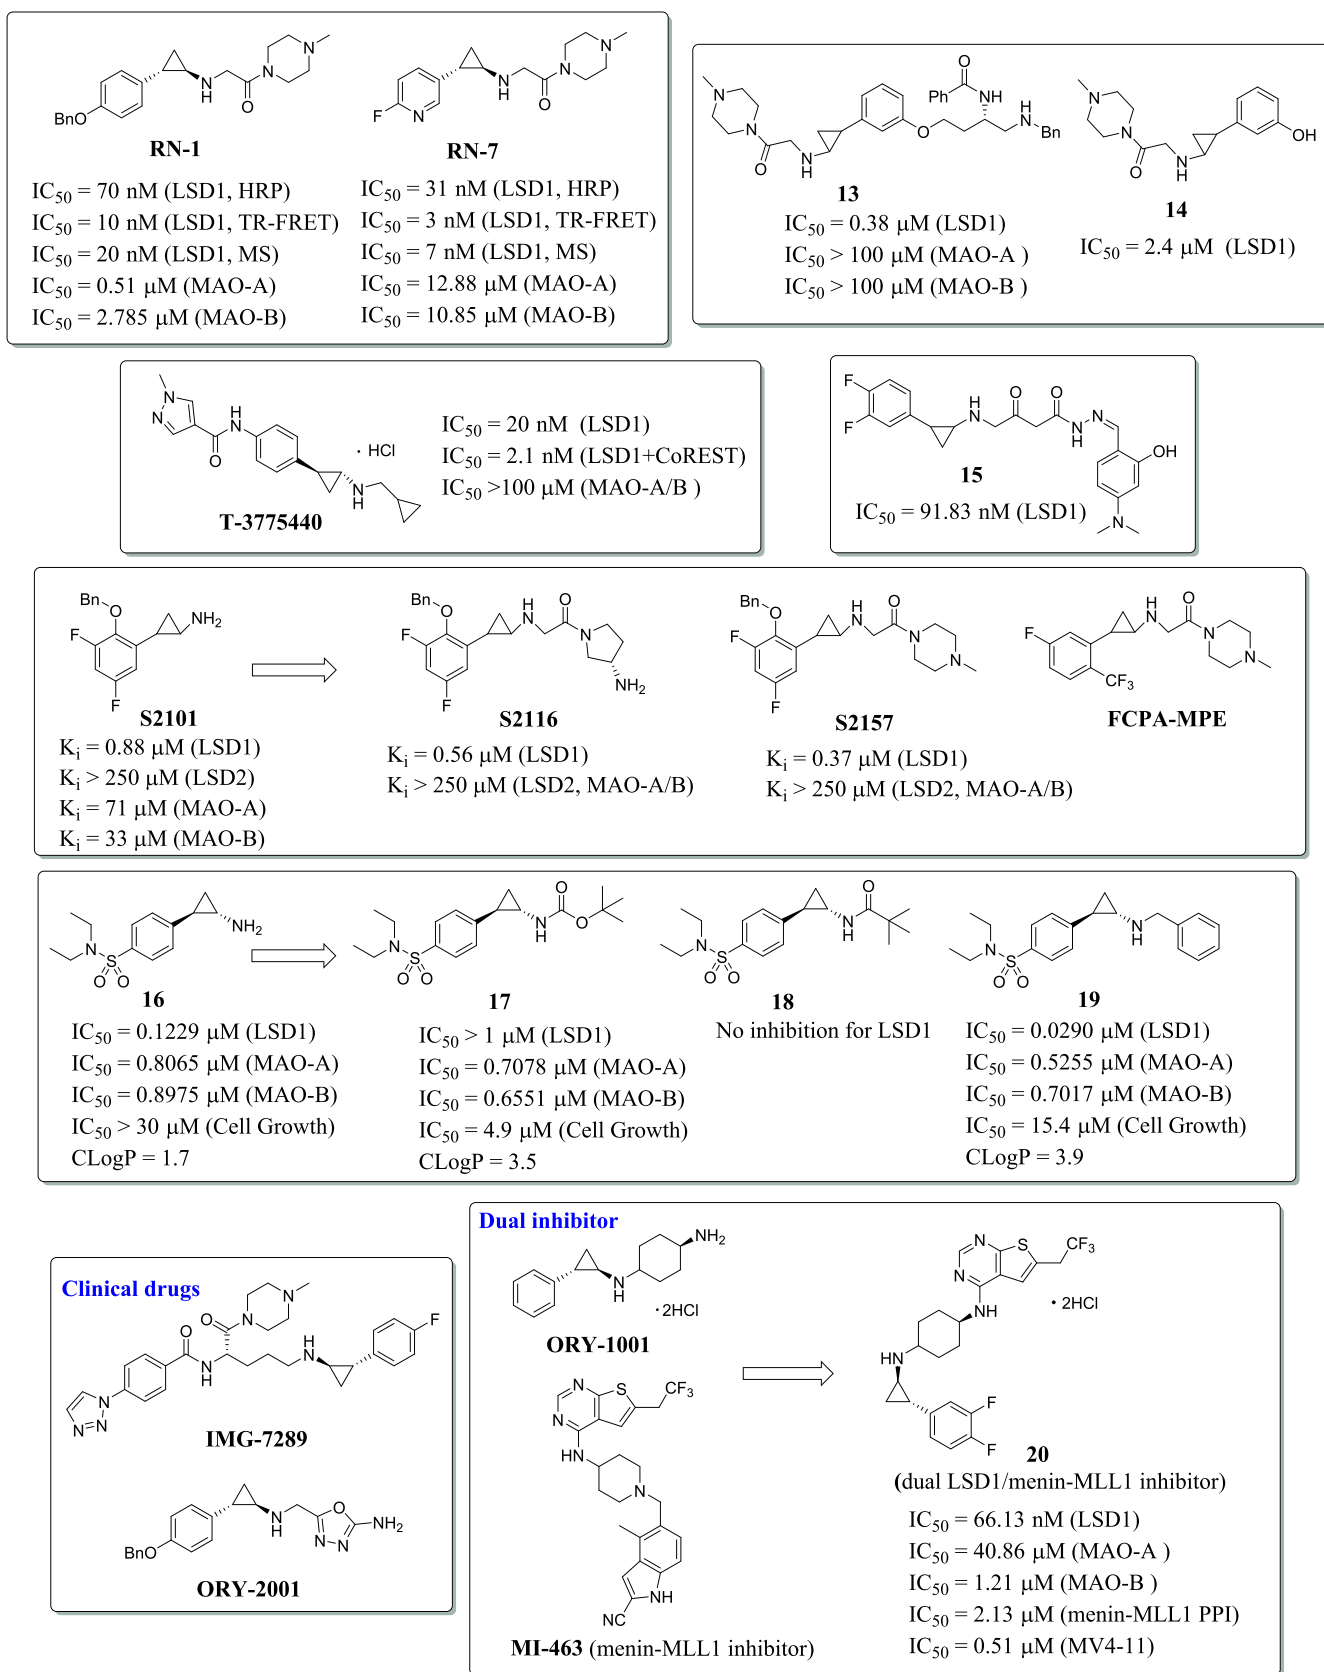 RN-1
IC50 = 70 nM (LSD1, HRP)
IC50 = 10 nM (LSD1, TR-FRET)
IC50 = 20 nM (LSD1, MS)
IC50 = 0.51 μM (MAO-A)
IC50 = 2.785 μM (MAO-B)
BnO
N
H
O
N
N
RN-7
IC50 = 31 nM (LSD1, HRP)
IC50 = 3 nM (LSD1, TR-FRET)
IC50 = 7 nM (LSD1, MS)
IC50 = 12.88 μM (MAO-A)
IC50 = 10.85 μM (MAO-B)
F
N
N
H
O
N
N
N
N
O
N
H
O
Ph
O
NH
H
N
Bn
13
IC50 = 0.38 μM (LSD1)
IC50 > 100 μM (MAO-A )
IC50 > 100 μM (MAO-B )
N
N
O
N
H
OH
14
IC50 = 2.4 μM (LSD1)
N
N
O
H
N
N
H
· HCl
T-3775440
IC50 = 20 nM (LSD1)
IC50 = 2.1 nM (LSD1+CoREST)
IC50 >100 μM (MAO-A/B )
F
F
H
N
O
O
N
H
N
OH
N
15
IC50 = 91.83 nM (LSD1)
Bn
O
NH2
F
F
S2101
Ki = 0.88 μM (LSD1)
Ki > 250 μM (LSD2)
Ki = 71 μM (MAO-A)
Ki = 33 μM (MAO-B)
Bn
O
H
N
O
N
F
F
NH2
S2116
Ki = 0.56 μM (LSD1)
Ki > 250 μM (LSD2, MAO-A/B)
Bn
O
H
N
O
N
N
F
F
S2157
Ki = 0.37 μM (LSD1)
Ki > 250 μM (LSD2, MAO-A/B)
F
H
N
O
N
N
CF3
FCPA-MPE
N
S
O O
NH2
16
IC50 = 0.1229 μM (LSD1)
IC50 = 0.8065 μM (MAO-A)
IC50 = 0.8975 μM (MAO-B)
IC50 > 30 μM (Cell Growth)
CLogP = 1.7
N
S
O O
N
H
O
O
17
IC50 > 1 μM (LSD1)
IC50 = 0.7078 μM (MAO-A)
IC50 = 0.6551 μM (MAO-B)
IC50 = 4.9 μM (Cell Growth)
CLogP = 3.5
N
S
O O
N
H
O
18
No inhibition for LSD1
N
S
O O
N
H
19
IC50 = 0.0290 μM (LSD1)
IC50 = 0.5255 μM (MAO-A)
IC50 = 0.7017 μM (MAO-B)
IC50 = 15.4 μM (Cell Growth)
CLogP = 3.9
Clinical drugs
N
N
O
O
N
H
H
N
F
N
N
N
IMG-7289
BnO
N
H
O
N N
NH2
ORY-2001
Dual inhibitor
NH2
N
H
·2HCl
ORY-1001
N
N
S
CF3
HN
N
N
H
NC
MI-463 (menin-MLL1 inhibitor)
N
N
S
CF3
NH
HN
• 2HCl
F
F
20
(dual LSD1/menin-MLL1 inhibitor)
IC50 = 66.13 nM (LSD1)
IC50 = 40.86 μM (MAO-A )
IC50 = 1.21 μM (MAO-B )
IC50 = 2.13 μM (menin-MLL1 PPI)
IC50 = 0.51 μM (MV4-11)